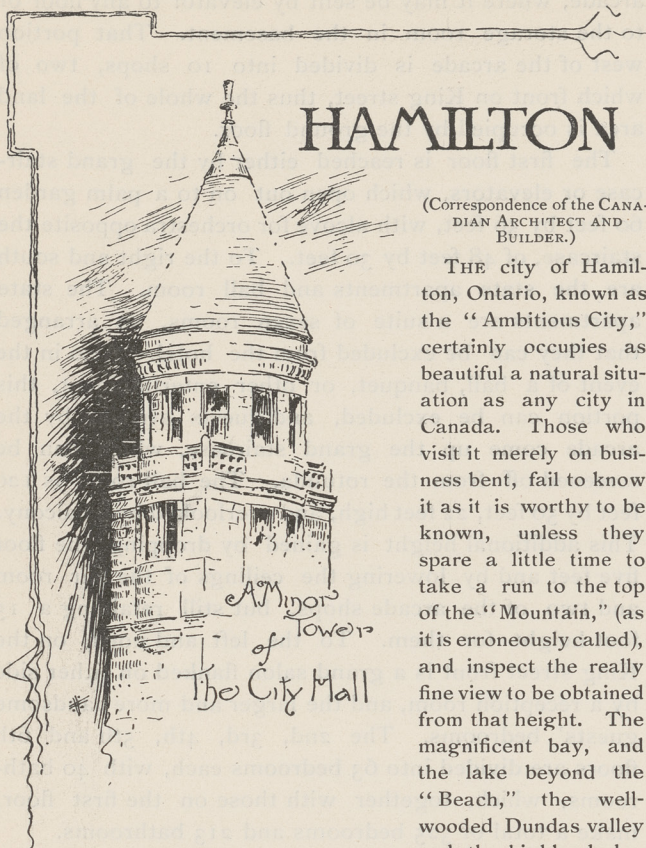 HAMILTON
(Correspondence of the CANA-
DIAN ARCHITECT AND
BUILDER.)
THE city of Hamil-
ton, Ontario, known as
the "Ambitious City,"
certainly occupies as
beautiful a natural situ-
ation as any city in
Canada. Those who
visit it merely on busi-
ness bent, fail to know
it as it is worthy to be
known, unless they
spare a little time to
take a run to the top
of the "Mountain," (as
it is erroneously called),
and inspect the really
fine view to be obtained
from that height. The
magnificent bay, and
the lake beyond the
"Beach," the well-
wooded Dundas valley
A Minor
Tower
of
The City Hall